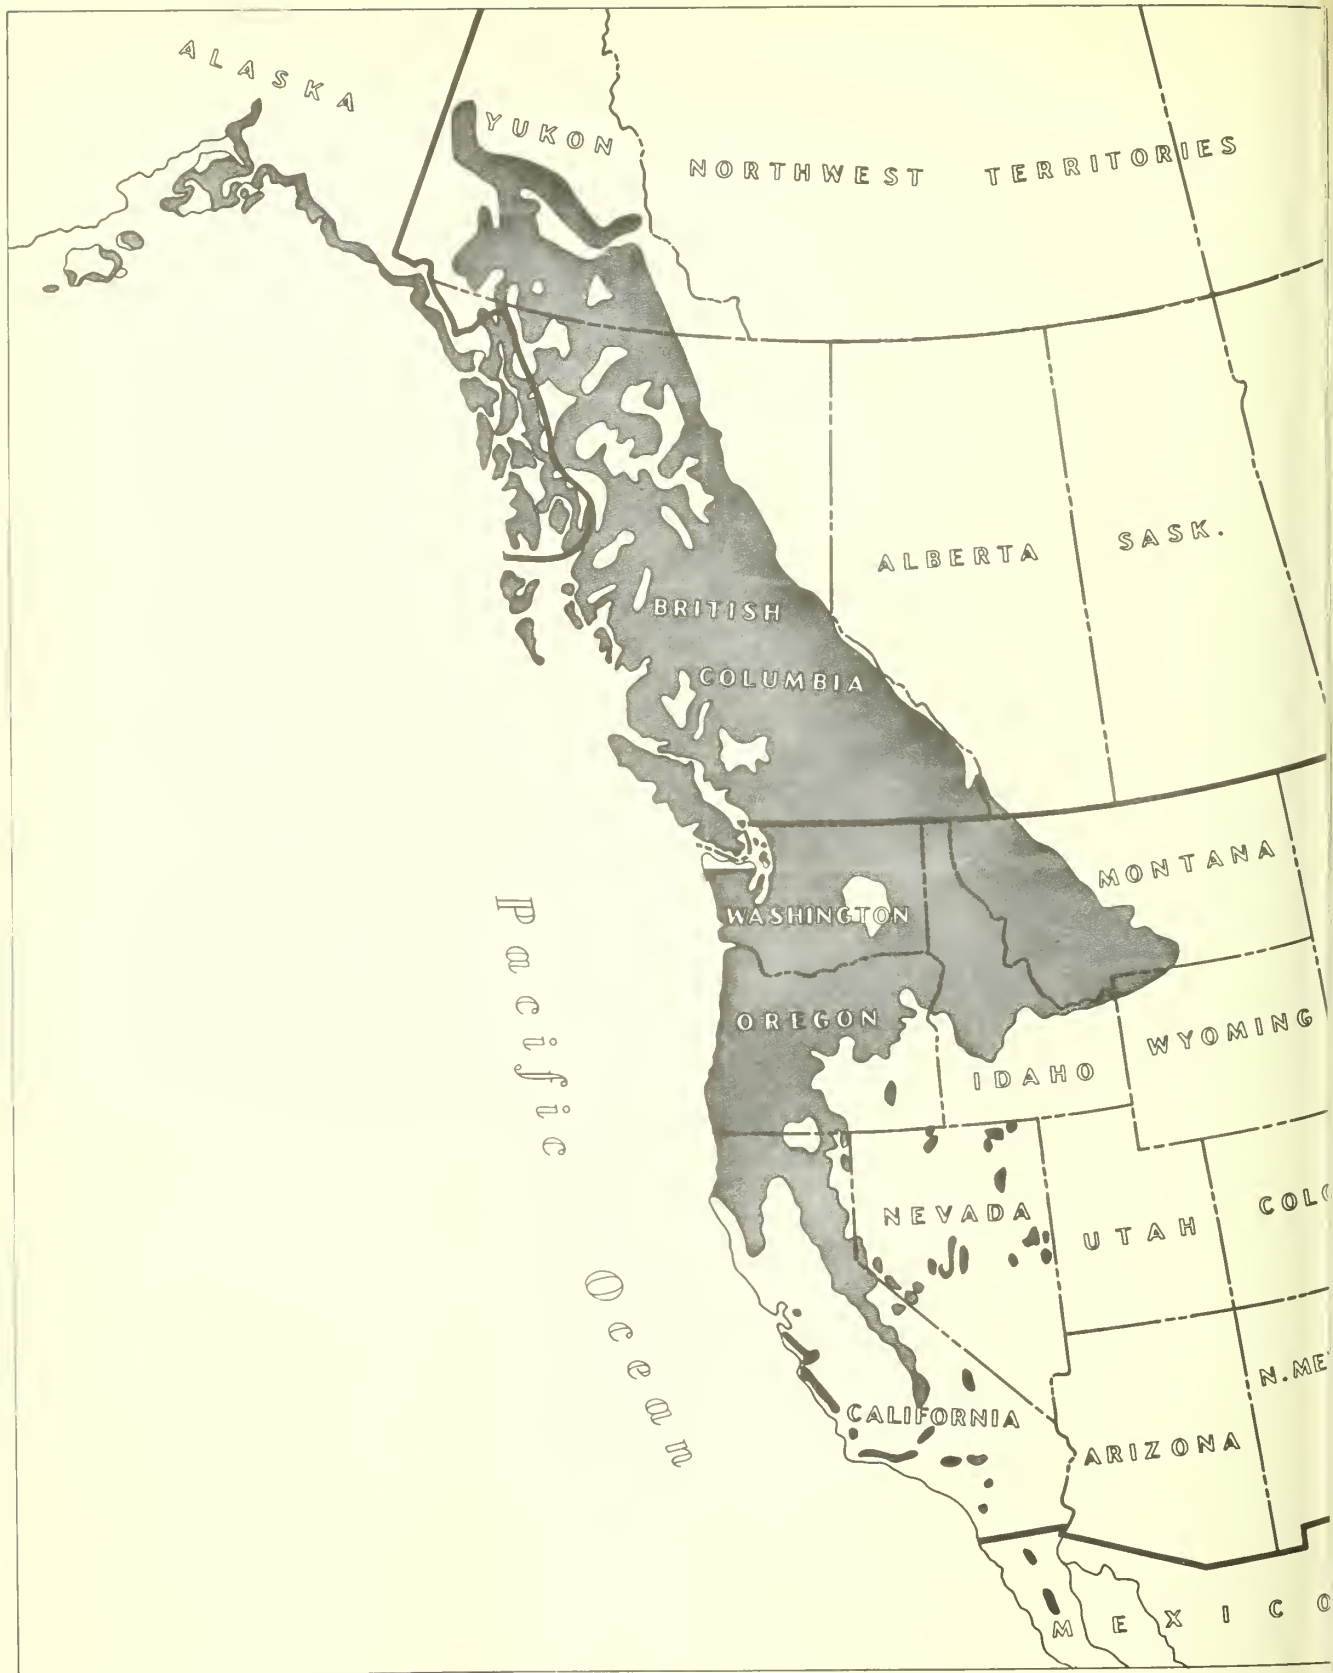 ALASKA
YUKON
NORTHWEST TERRITORIES
ALBERTA
SASK.
BRITISH
COLUMBIA
MONTANA
WASHINGTON
OREGON
WYOMING
IDAHO
Pacific
Ocean
NEVADA
UTAH
COLO
N. ME
CALIFORNIA
ARIZONA
MEXICO